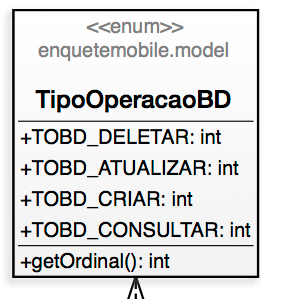 <<enum>>
enquetemobile.model
TipoOperacaoBD
+TOBD_DELETAR: int
+TOBD_ATUALIZAR: int
+TOBD_CRIAR: int
+TOBD_CONSULTAR: int
+getOrdinal(): int